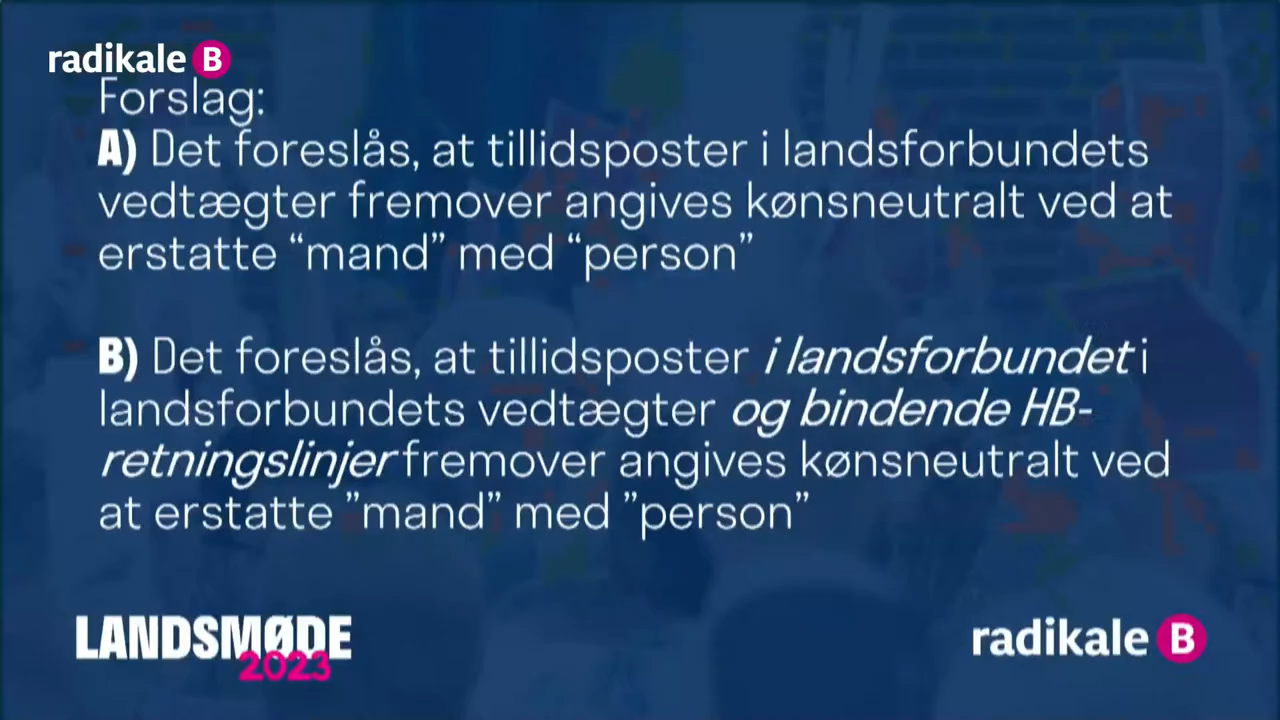 radikale B
Forslag:
A) Det foreslås, at tillidsposter i landsforbundets
vedtægter fremover angives kønsneutralt ved at
erstatte “mand” med “person”
B) Det foreslås, at tillidsposter i landsforbundet i
landsforbundets vedtægter og bindende HB-
retningslinjer fremover angives kønsneutralt ved
at erstatte ”mand” med ”person”
LANDSMØDE
2023
radikale B